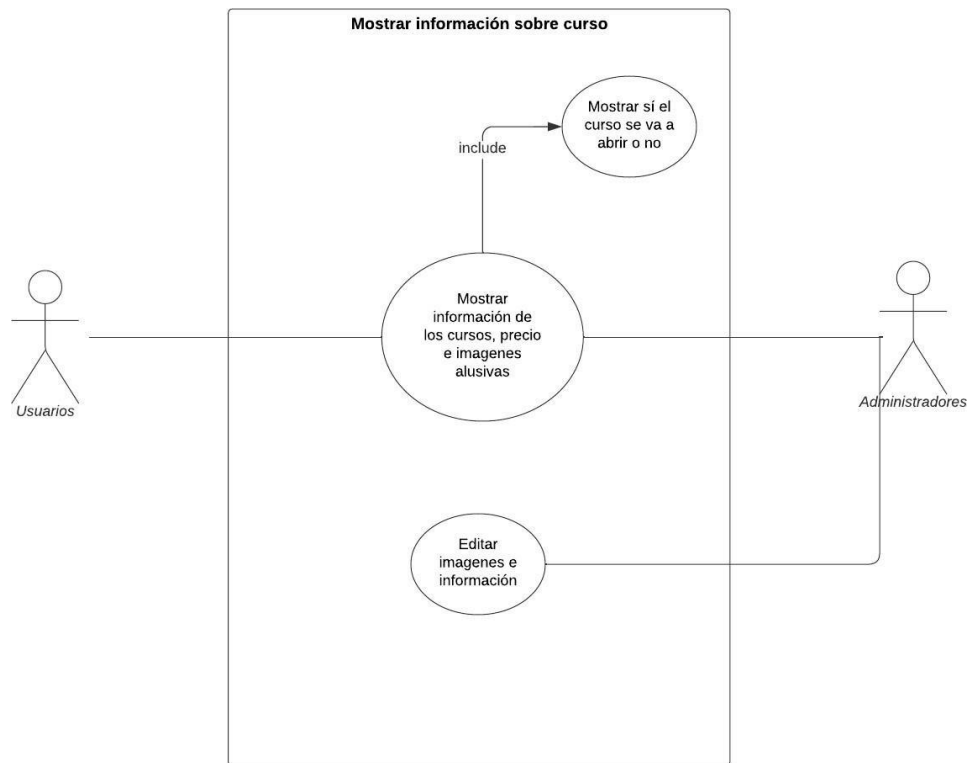 Mostrar información sobre curso
Mostrar sí el
curso se va a
abrir o no
include
Mostrar
información de
los cursos, precio
e imagenes
alusivas
Usuarios
Administradores
Editar
imagenes e
información